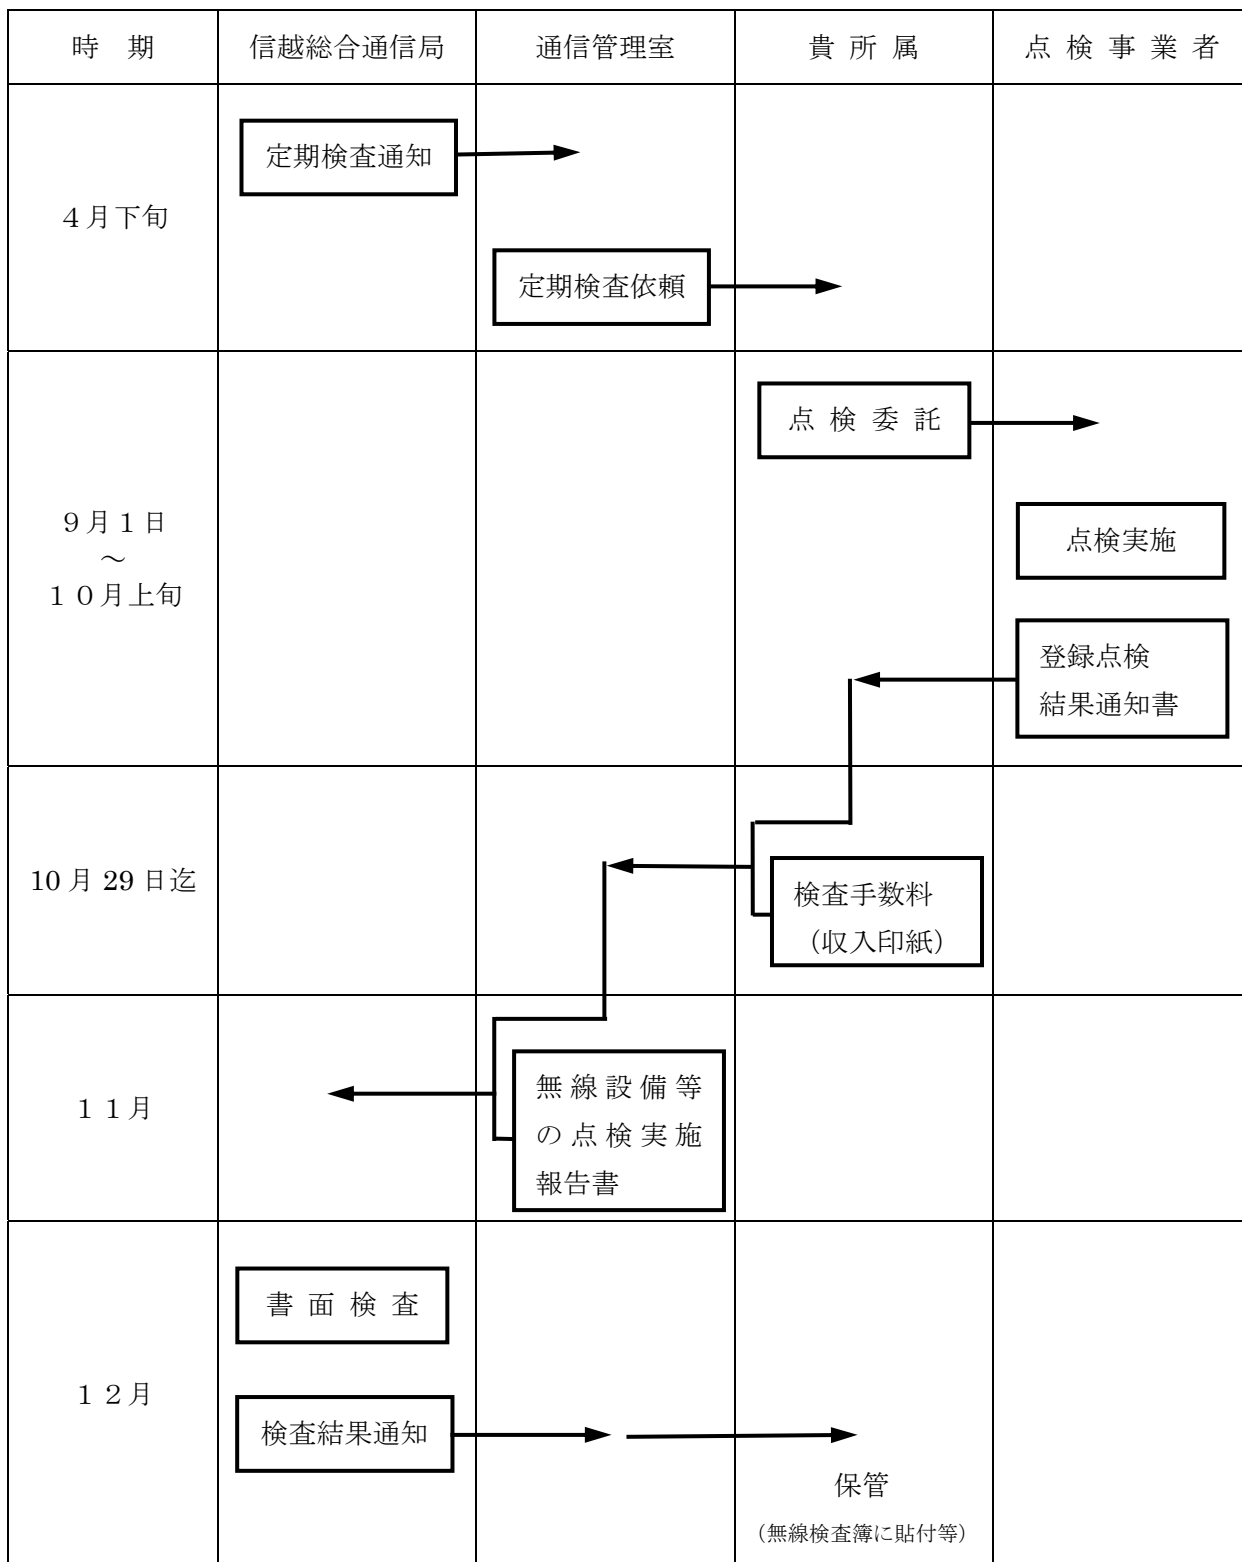 時　期　信越総合通信局　通信管理室　貴 所 属　点 検 事 業 者
定期検査通知
４月下旬
定期検査依頼
点 検 委 託
９月１日
～
１０月上旬
点検実施
登録点検
結果通知書
10 月 29 日迄
検査手数料
（収入印紙）
１１月
無 線 設 備 等
の 点 検 実 施
報告書
書 面 検 査
１２月
検査結果通知
保管
（無線検査簿に貼付等）